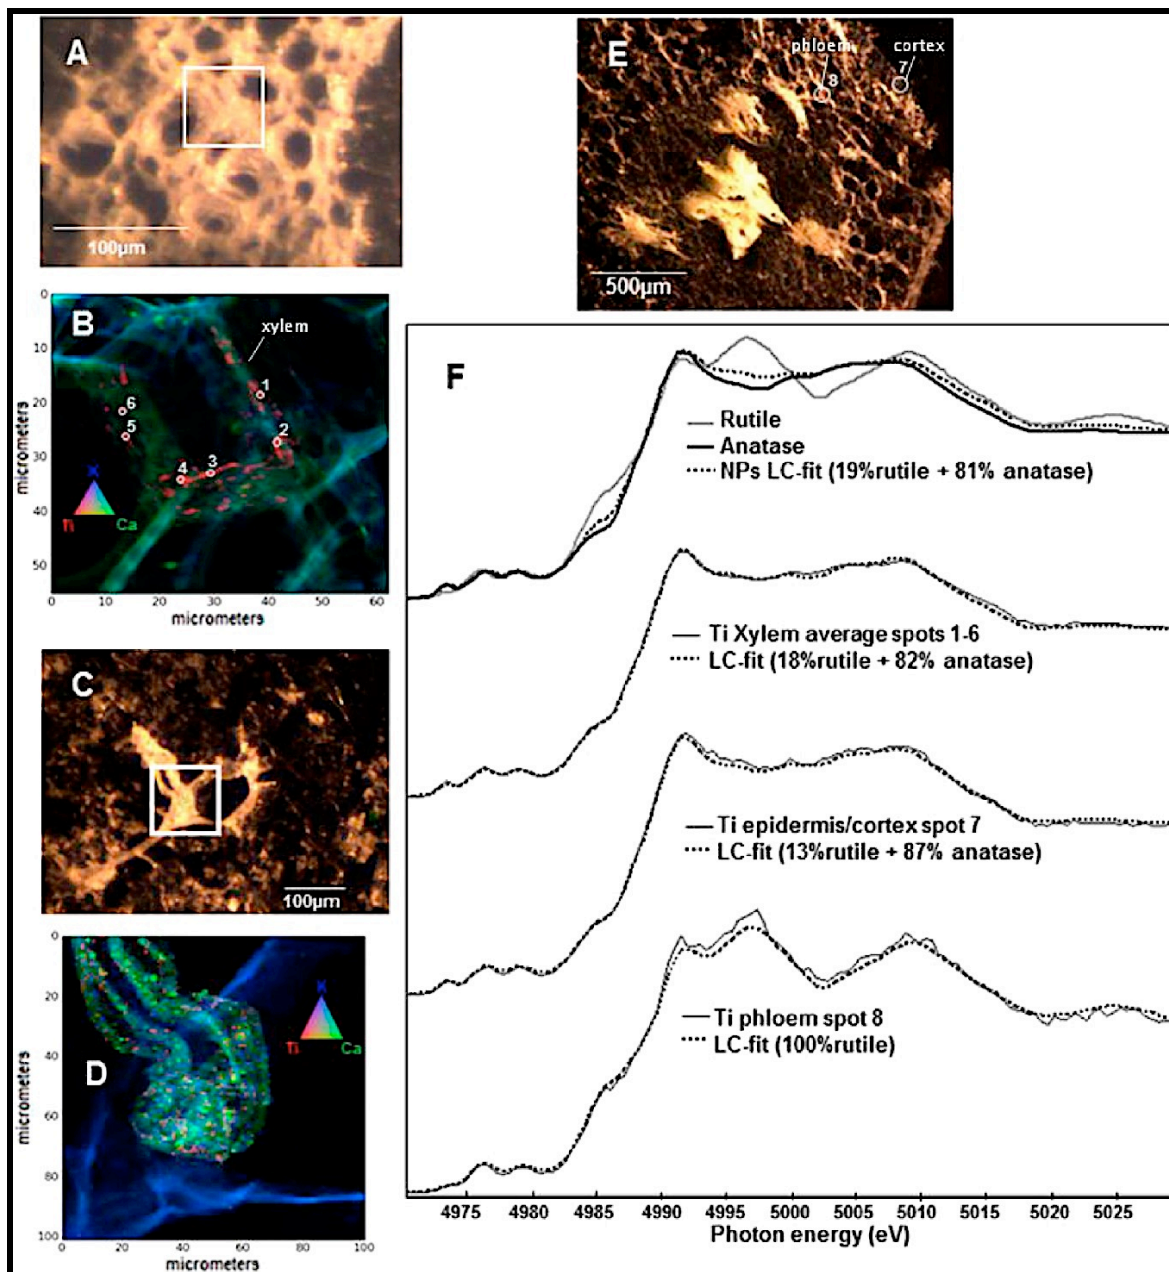 A
100µm
E
phloem
cortex
7
8
500µm
B
xylem
1
2
3
4
5
6
K
Ti
Ca
0
10
20
30
40
50
micrometers
0 10 20 30 40 50 60
micrometers
C
100µm
D
K
Ti
Ca
0
20
40
60
80
100
micrometers
0 20 40 60 80 100
micrometers
F
Rutile
Anatase
NPs LC-fit (19%rutile + 81% anatase)
Ti Xylem average spots 1-6
LC-fit (18%rutile + 82% anatase)
Ti epidermis/cortex spot 7
LC-fit (13%rutile + 87% anatase)
Ti phloem spot 8
LC-fit (100%rutile)
4975 4980 4985 4990 4995 5000 5005 5010 5015 5020 5025
Photon energy (eV)